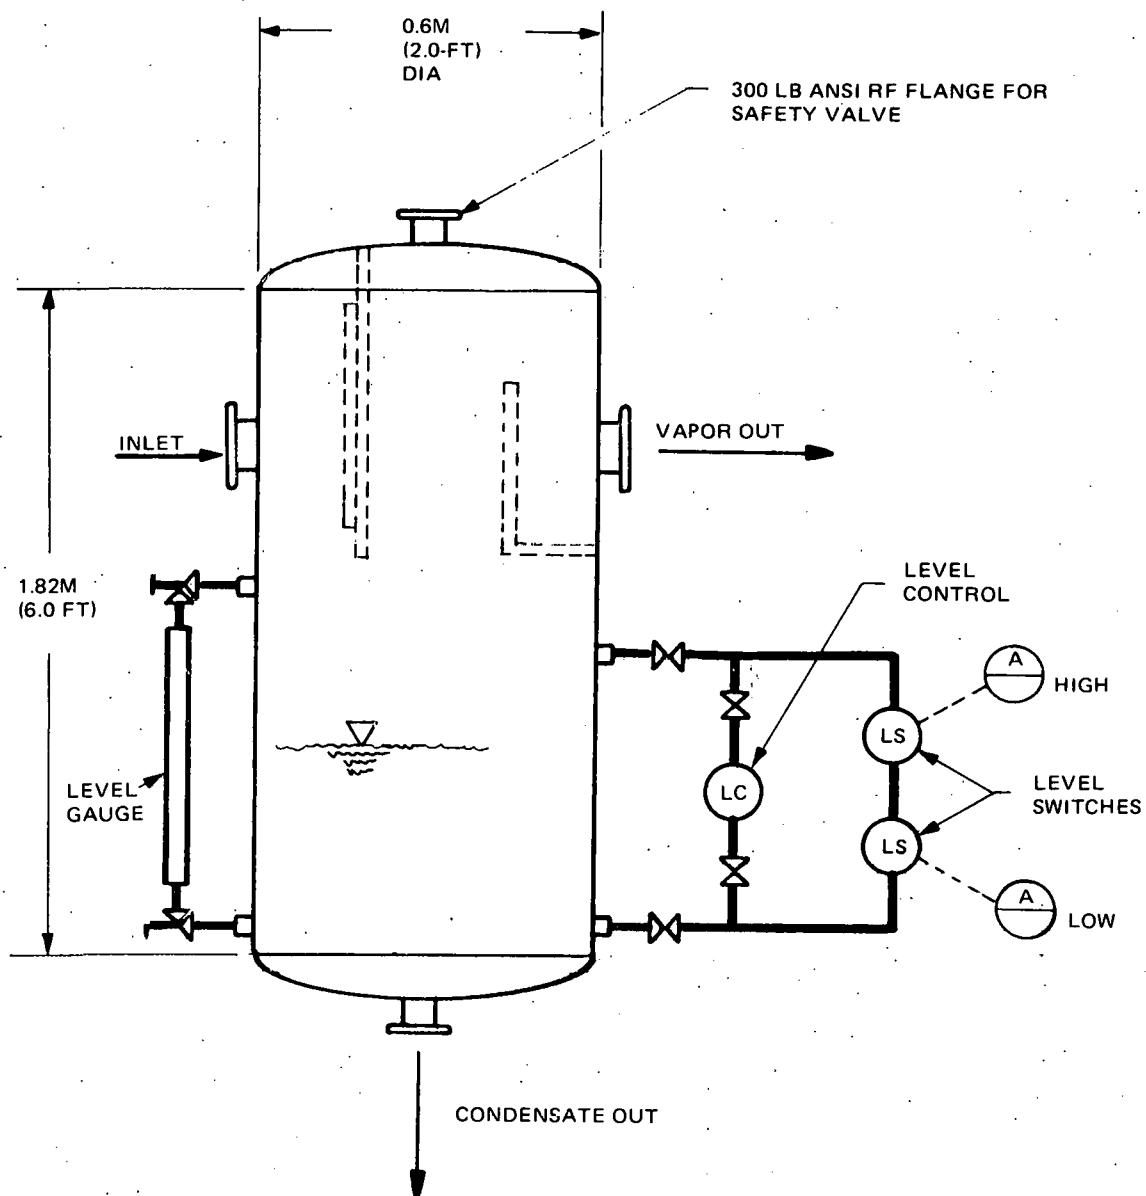 0.6M
(2.0-FT)
DIA
300 LB ANSI RF FLANGE FOR
SAFETY VALVE
INLET
VAPOR OUT
1.82M
(6.0 FT)
LEVEL
CONTROL
A
HIGH
LS
LEVEL
GAUGE
LC
LEVEL
SWITCHES
LS
A
LOW
CONDENSATE OUT